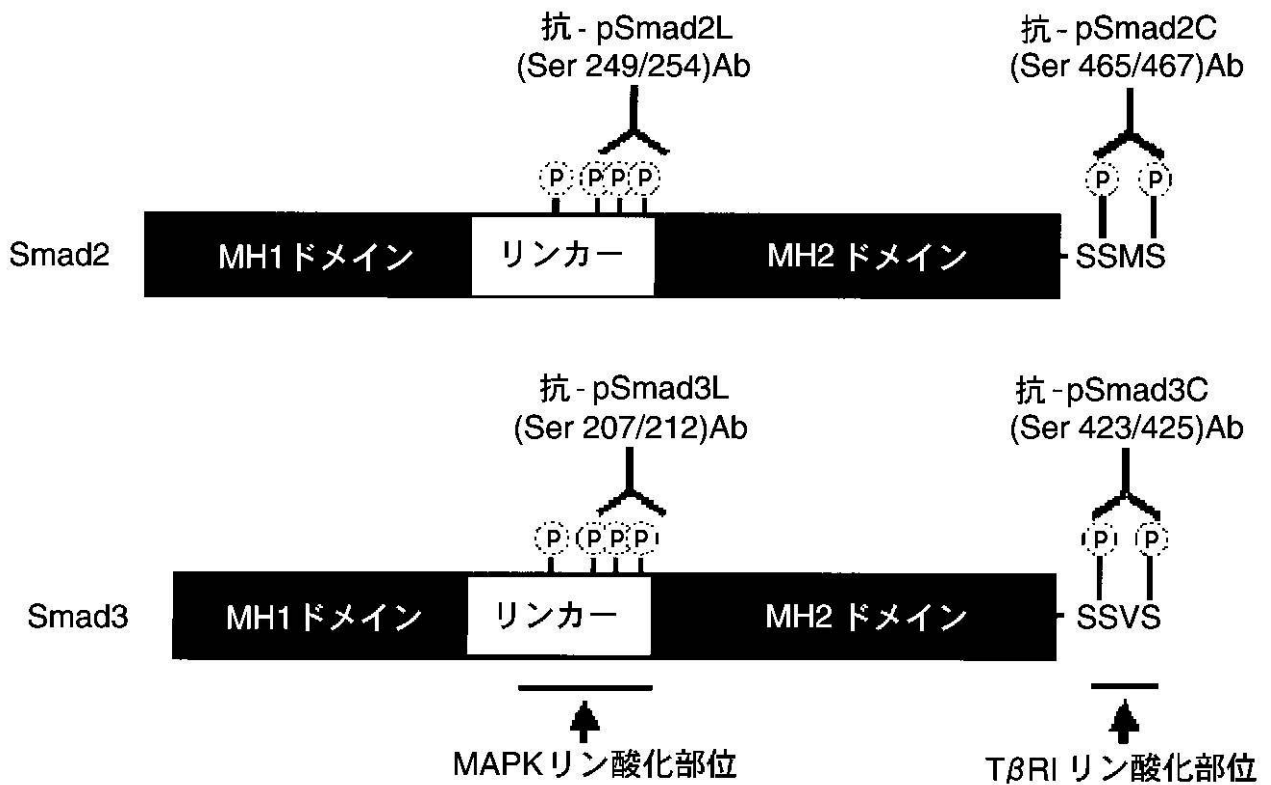 抗-pSmad2L
(Ser 249/254)Ab
抗-pSmad2C
(Ser 465/467)Ab
P P P P P P
Smad2 MH1ドメイン リンカー MH2ドメイン SSMS
抗-pSmad3L
(Ser 207/212)Ab
抗-pSmad3C
(Ser 423/425)Ab
P P P P P P
Smad3 MH1ドメイン リンカー MH2ドメイン SSVS
MAPKリン酸化部位
TβRIリン酸化部位